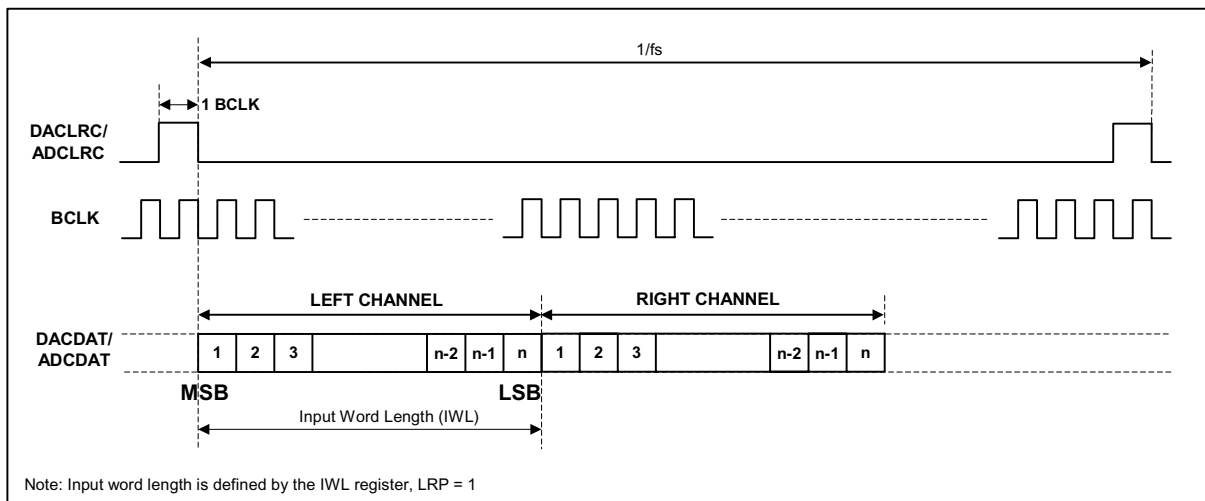 1/fs
1 BCLK
DACLRC/
ADCLRC
BCLK
LEFT CHANNEL
RIGHT CHANNEL
DACDAT/
ADCDAT
1 2 3 n-2 n-1 n 1 2 3 n-2 n-1 n
MSB
LSB
Input Word Length (IWL)
Note: Input word length is defined by the IWL register, LRP = 1